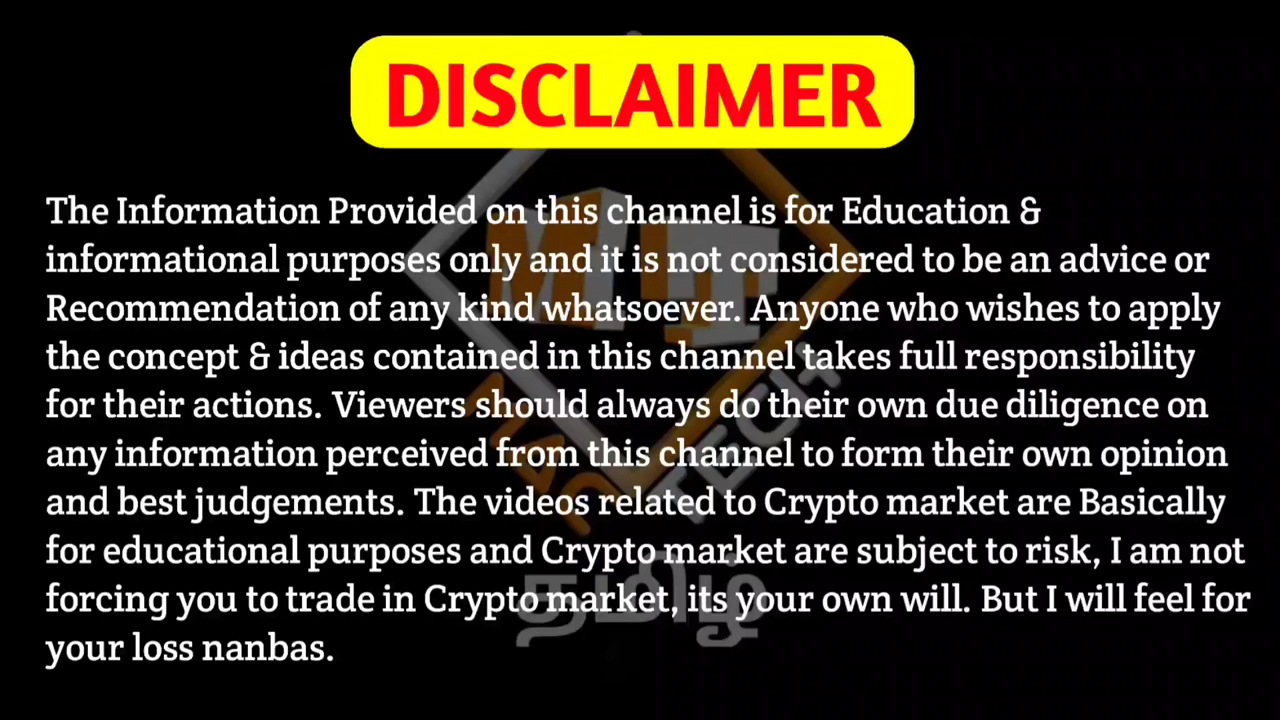 DISCLAIMER
The Information Provided on this channel is for Education &
informational purposes only and it is not considered to be an advice or
Recommendation of any kind whatsoever. Anyone who wishes to apply
the concept & ideas contained in this channel takes full responsibility
for their actions. Viewers should always do their own due diligence on
any information perceived from this channel to form their own opinion
and best judgements. The videos related to Crypto market are Basically
for educational purposes and Crypto market are subject to risk, I am not
forcing you to trade in Crypto market, its your own will. But I will feel for
your loss nanbas.
MT
TECH
தமிழ்